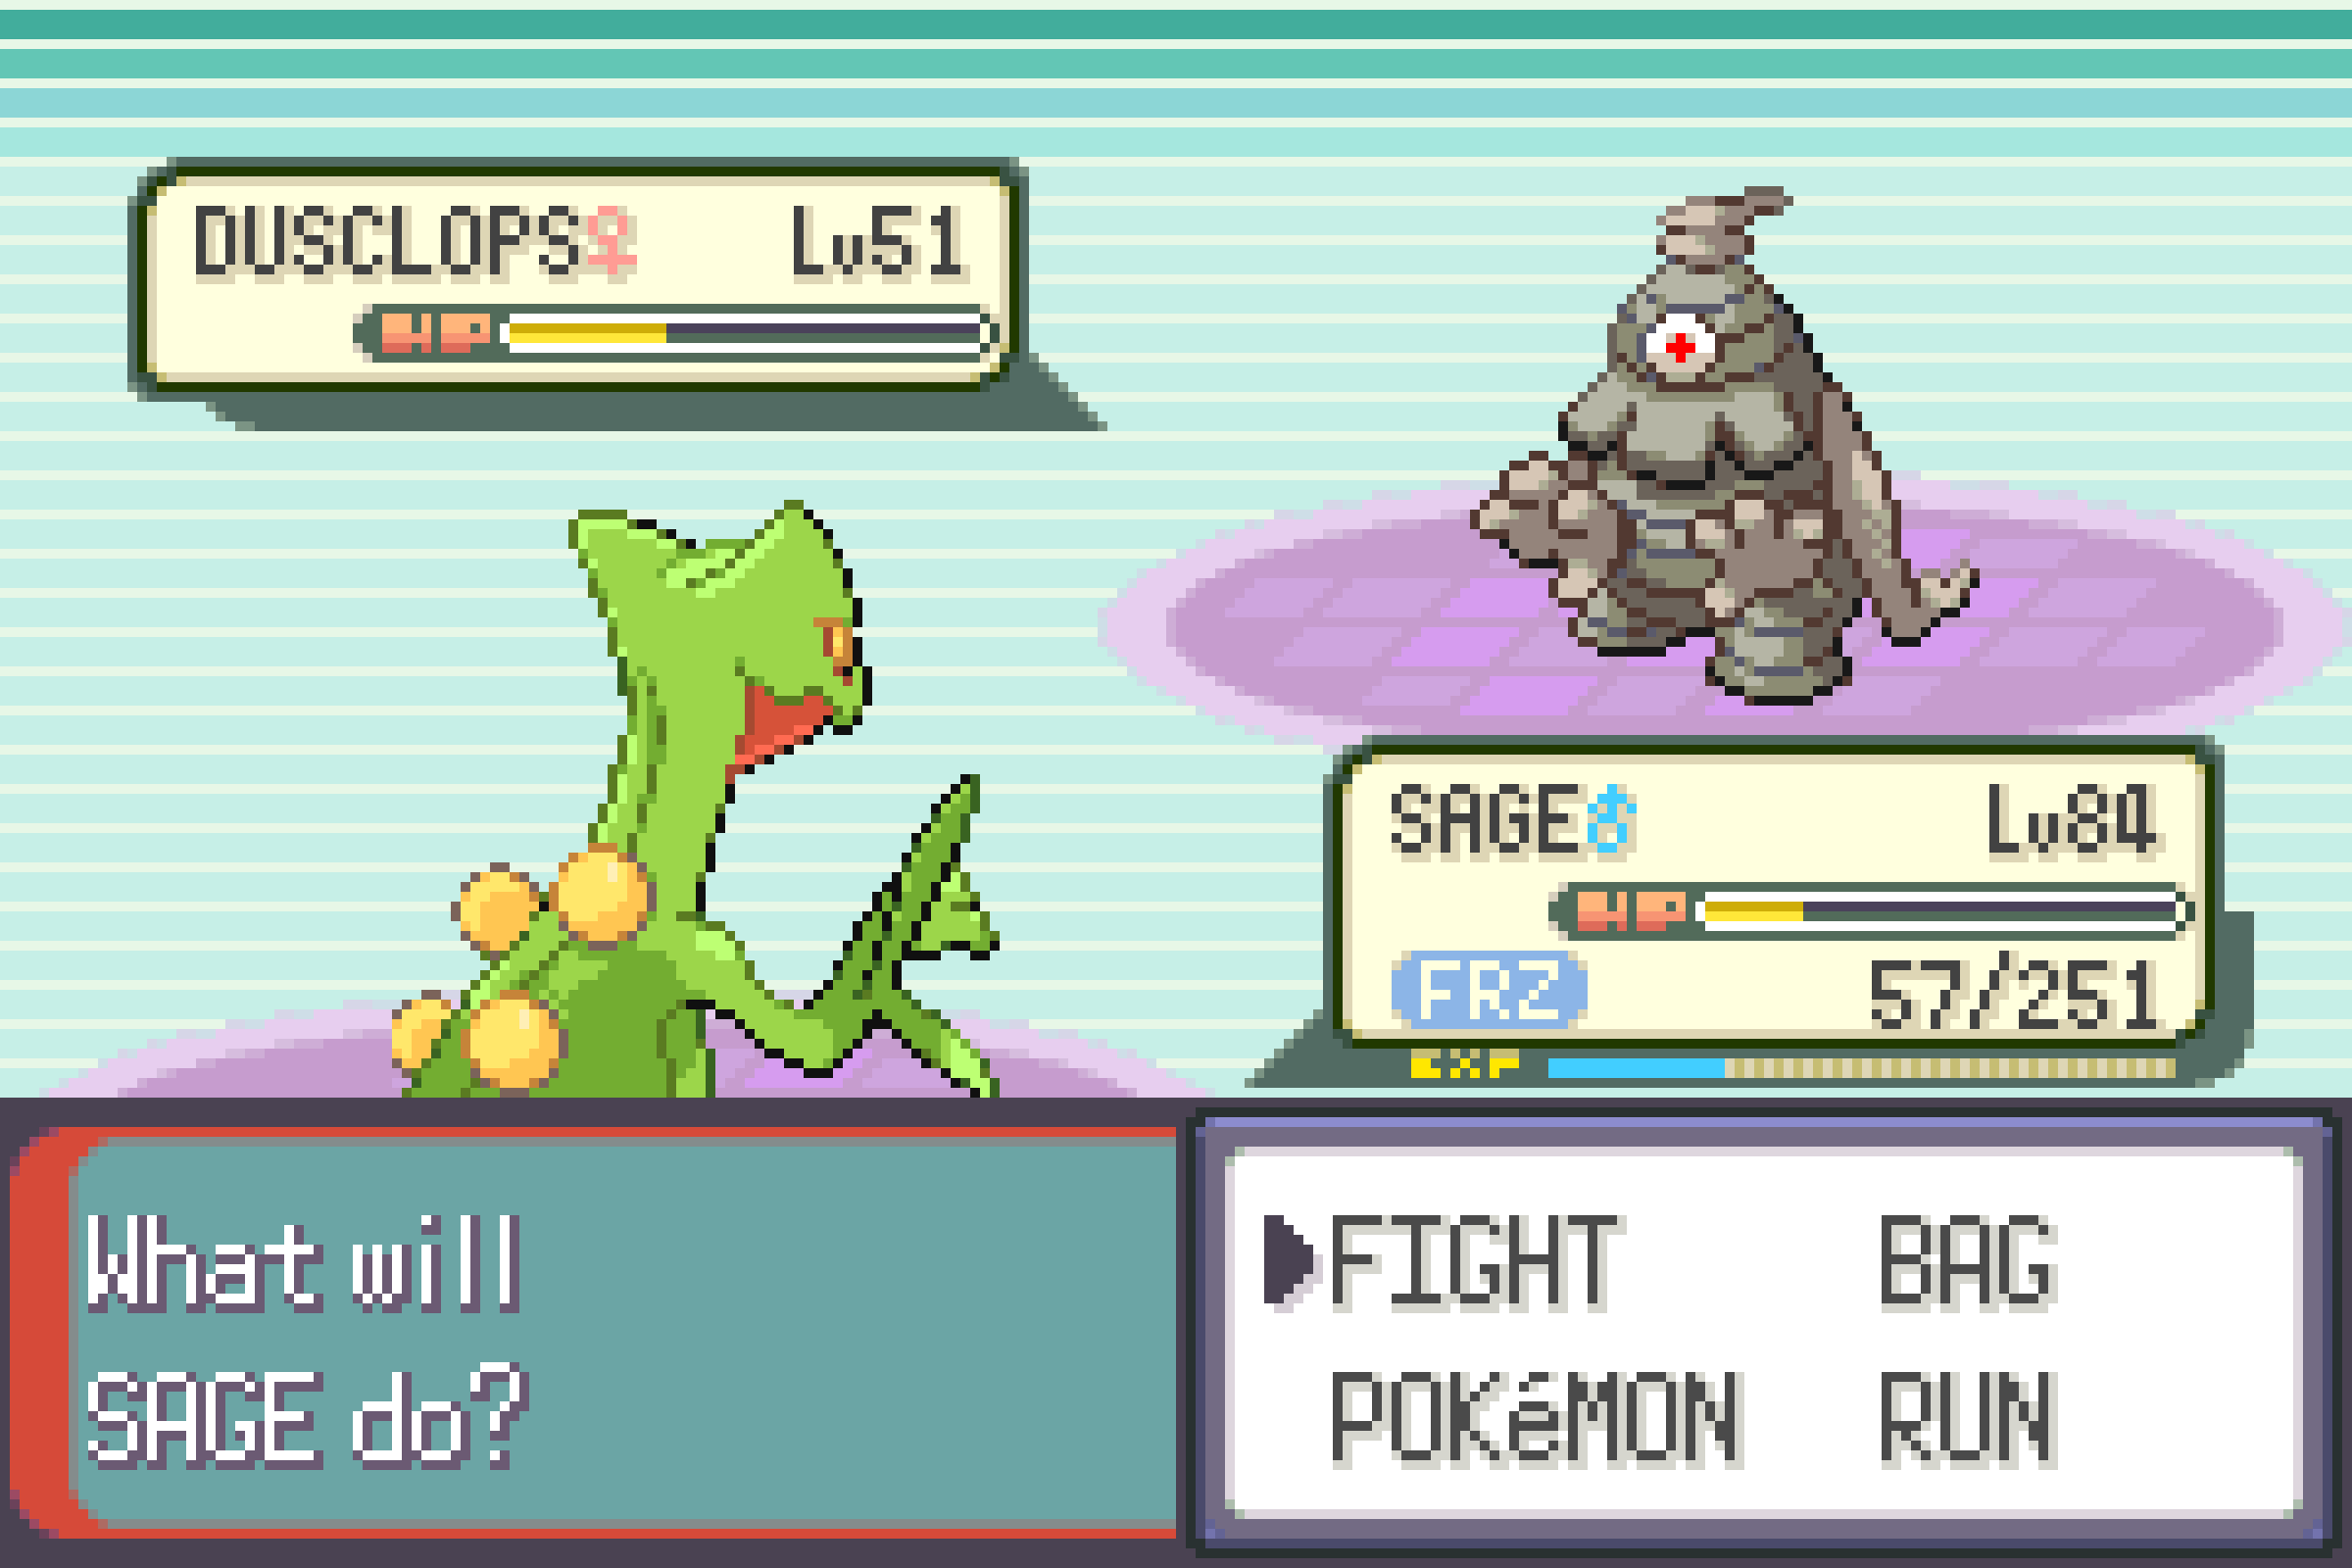 DUSCLOPS♀ Lv51
HP
SAGE♂ Lv84
HP
FRZ 57/251
EXP
What will
SAGE do?
FIGHT BAG
POKéMON RUN